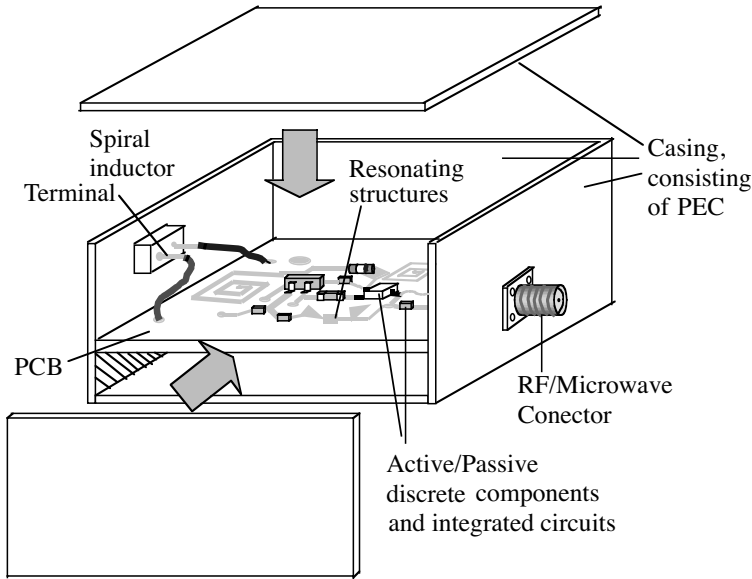 Spiral
inductor
Terminal
Resonating
structures
Casing,
consisting
of PEC
PCB
RF/Microwave
Conector
Active/Passive
discrete components
and integrated circuits